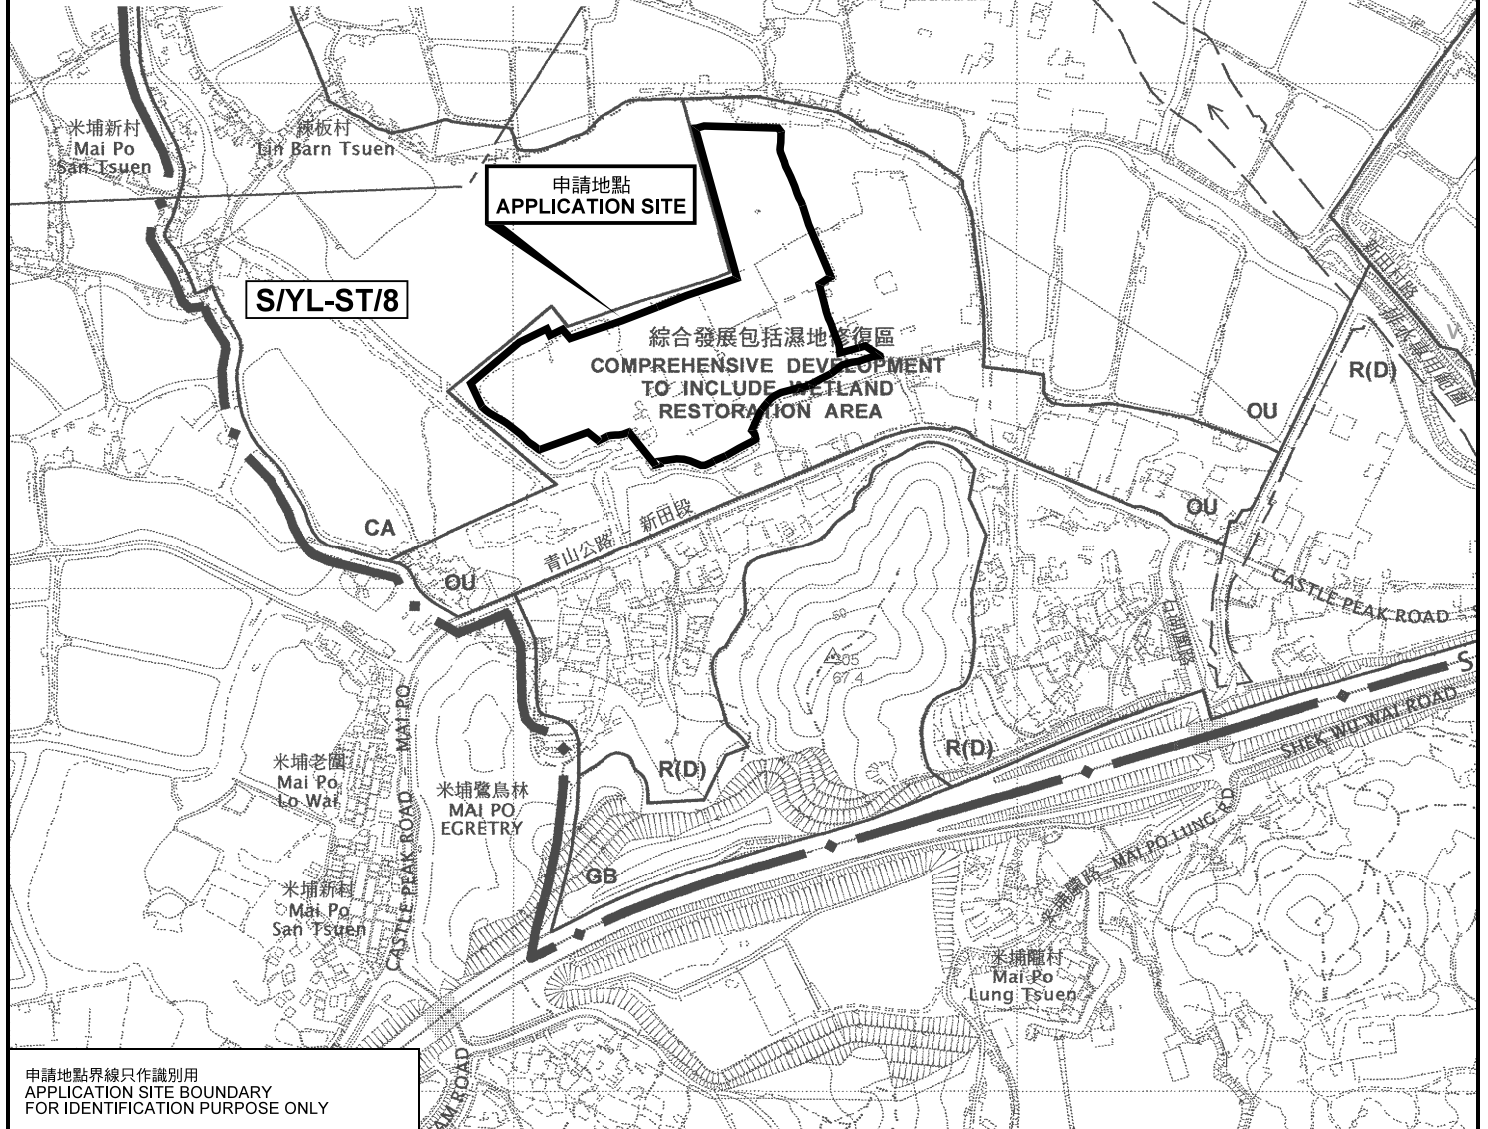 米埔新村
Mai Po
San Tsuen
Lin Barn Tsuen
申請地點
APPLICATION SITE
S/YL-ST/8
綜合發展包括濕地修復區
COMPREHENSIVE DEVELOPMENT
TO INCLUDE WETLAND
RESTORATION AREA
新田村路
R(D)
OU
OU
CA
OU
青山公路
新田段
CASTLE PEAK ROAD
50
67.4
S
SHEK WU WAI ROAD
R(D)
R(D)
米埔老圍
Mai Po
Lo Wai
CASTLE PEAK ROAD - MAI PO
米埔鷺鳥林
MAI PO
EGRETRY
GB
米埔新村
Mai Po
San Tsuen
米埔隴路
MAI PO LUNG RD
米埔隴村
Mai Po
Lung Tsuen
AM ROAD
申請地點界線只作識別用
APPLICATION SITE BOUNDARY
FOR IDENTIFICATION PURPOSE ONLY